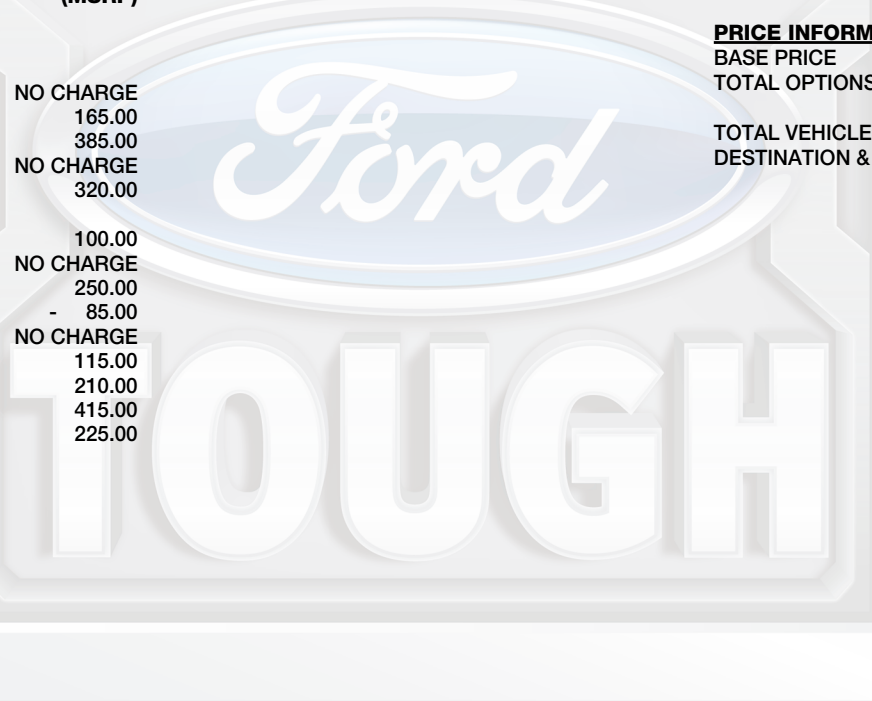 (MSRP)
NO CHARGE
165.00
385.00
NO CHARGE
320.00
100.00
NO CHARGE
250.00
- 85.00
NO CHARGE
115.00
210.00
415.00
225.00
PRICE INFORM
BASE PRICE
TOTAL OPTIONS
TOTAL VEHICLE
DESTINATION &
Ford
TOUGH